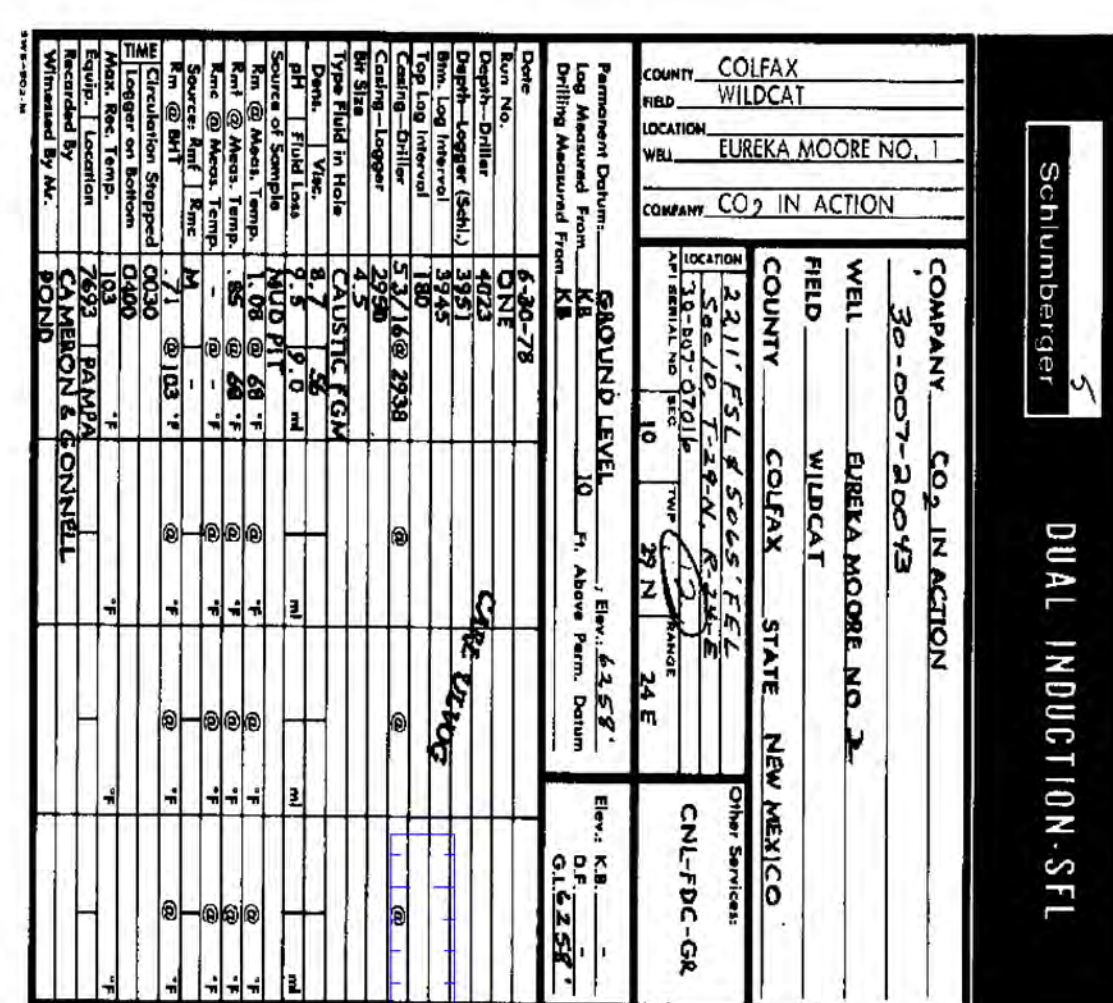 Schlumberger
5
DUAL INDUCTION-SFL
COUNTY COLFAX
FIELD WILDCAT
LOCATION
WELL EUREKA MOORE NO. 1
COMPANY CO2 IN ACTION
COMPANY CO2 IN ACTION
30-007-20043
WELL EUREKA MOORE NO.
FIELD WILDCAT
COUNTY COLFAX STATE NEW MEXICO
LOCATION
2211' FSL & 5065' FEL
Sec 10, T-29-N, R-24-E
API SERIAL NO SEC TWP RANGE
30-007-07016 10 29 N 24 E
Other Services:
CNL-FDC-GR
Permanent Datum: GROUND LEVEL ; Elev.: 6258'
Log Measured From KB 10 Ft. Above Perm. Datum
Drilling Measured From KB
Elev.: K.B. -
D.F. -
G.L. 6258'
Date 6-30-78
Run No. ONE
Depth-Driller 4023
Depth-Logger (Schl.) 3951
Btm. Log Interval 3945
Top Log Interval 180
Casing-Driller 5 3/16 @ 2938 @ @ @
Casing-Logger 2950
Bit Size 4.5
Type Fluid in Hole CAUSTIC FGM
Dens. Visc. 8.7 56
pH Fluid Loss 9.5 9.0 ml ml ml ml
Source of Sample MUD PIT
Rm @ Meas. Temp. 1.08 @ 68 °F @ °F @ °F @ °F
Rmf @ Meas. Temp. .85 @ 68 °F @ °F @ °F @ °F
Rmc @ Meas. Temp. - @ - °F @ °F @ °F @ °F
Source: Rmf Rmc M -
Rm @ BHT .71 @ 103 °F @ °F @ °F @ °F
TIME
Circulation Stopped 0030
Logger on Bottom 0400
Max. Rec. Temp. 103 °F °F °F °F
Equip. Location 7693 PAMPA
Recorded By CAMERON & GONNELL
Witnessed By Mr. POND
SWS-902-M